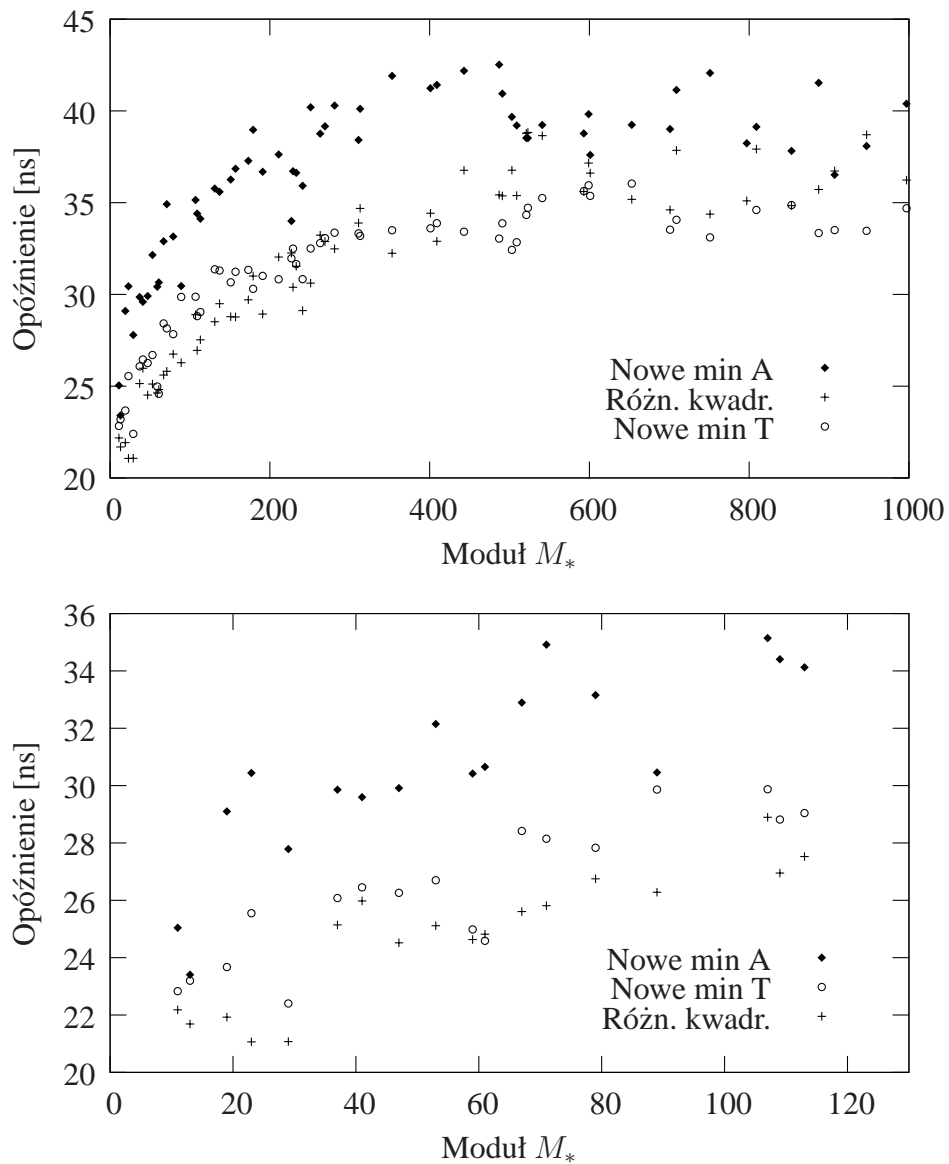 45
40
35
30
25
20
Opóźnienie [ns]
Nowe min A
Różn. kwadr.
Nowe min T
0 200 400 600 800 1000
Moduł M*
36
34
32
30
28
26
24
22
20
Opóźnienie [ns]
Nowe min A
Nowe min T
Różn. kwadr.
0 20 40 60 80 100 120
Moduł M*